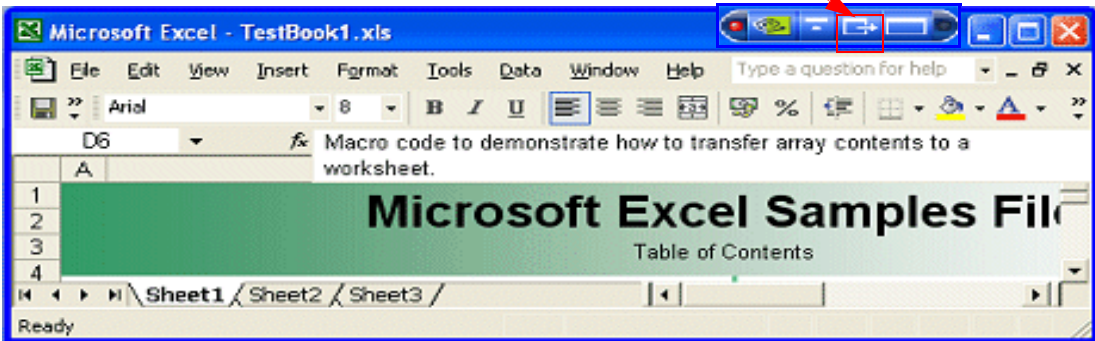 Microsoft Excel - TestBook1.xls
File Edit View Insert Format Tools Data Window Help Type a question for help
Arial 8 B I U %
D6 fx Macro code to demonstrate how to transfer array contents to a
worksheet.
A
1
2 Microsoft Excel Samples File
3 Table of Contents
4
Sheet1 Sheet2 Sheet3
Ready